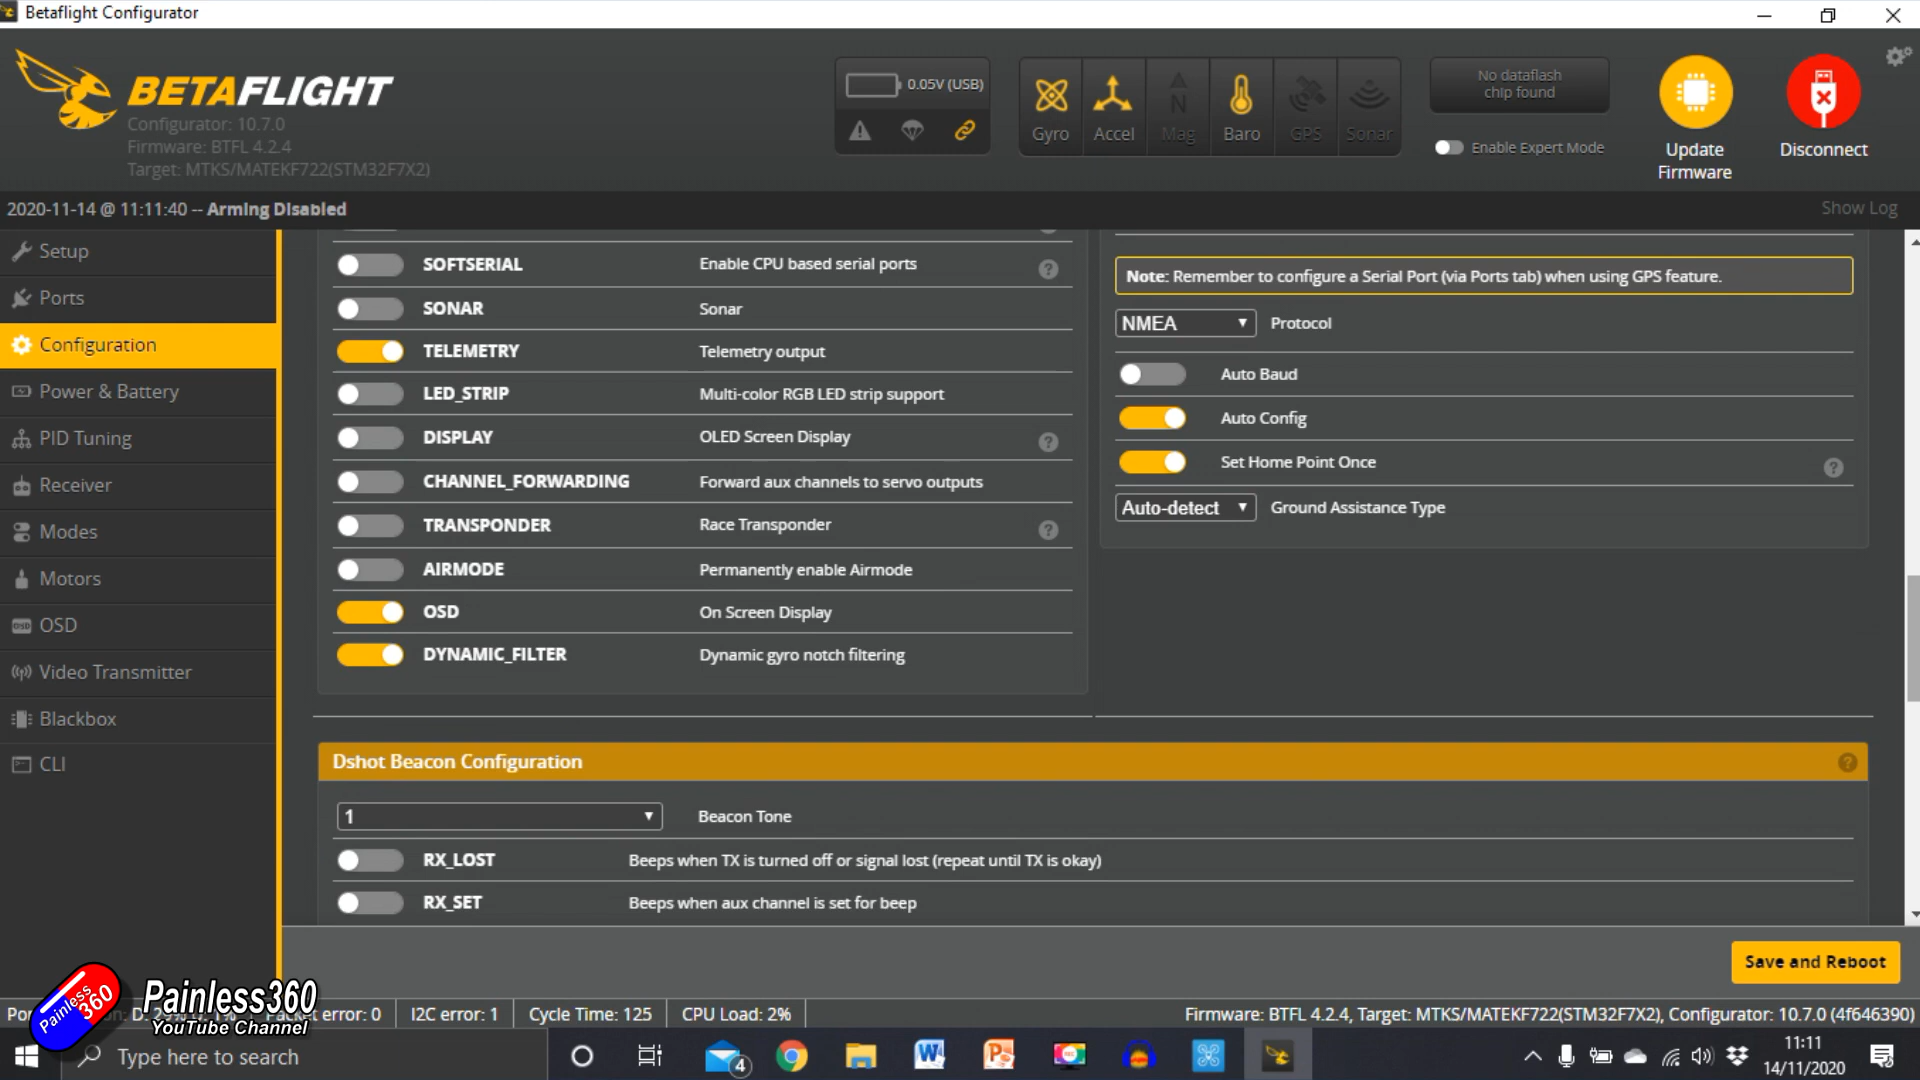 Betaflight Configurator
BETAFLIGHT
Configurator: 10.7.0
Firmware: BTFL 4.2.4
Target: MTKS/MATEKF722(STM32F7X2)
0.05V (USB)
Gyro
Accel
Mag
Baro
GPS
Sonar
No dataflash
chip found
Enable Expert Mode
Update
Firmware
Disconnect
2020-11-14 @ 11:11:40 -- Arming Disabled
Show Log
Setup
Ports
Configuration
Power & Battery
PID Tuning
Receiver
Modes
Motors
OSD
Video Transmitter
Blackbox
CLI
SOFTSERIAL Enable CPU based serial ports
SONAR Sonar
TELEMETRY Telemetry output
LED_STRIP Multi-color RGB LED strip support
DISPLAY OLED Screen Display
CHANNEL_FORWARDING Forward aux channels to servo outputs
TRANSPONDER Race Transponder
AIRMODE Permanently enable Airmode
OSD On Screen Display
DYNAMIC_FILTER Dynamic gyro notch filtering
Note: Remember to configure a Serial Port (via Ports tab) when using GPS feature.
NMEA Protocol
Auto Baud
Auto Config
Set Home Point Once
Auto-detect Ground Assistance Type
Dshot Beacon Configuration
1 Beacon Tone
RX_LOST Beeps when TX is turned off or signal lost (repeat until TX is okay)
RX_SET Beeps when aux channel is set for beep
Save and Reboot
Painless
360
Painless360
YouTube Channel
error: 0 I2C error: 1 Cycle Time: 125 CPU Load: 2%
Firmware: BTFL 4.2.4, Target: MTKS/MATEKF722(STM32F7X2), Configurator: 10.7.0 (4f646390)
Type here to search
4
11:11
14/11/2020